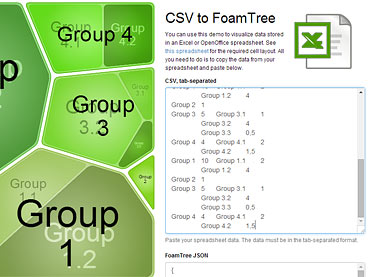 Group 4
4.1
4.2
Group
3
3.1
3.2
Group
1
1.2
CSV to FoamTree
You can use this demo to visualize data stored
in an Excel or OpenOffice spreadsheet. See
this spreadsheet for the required cell layout. All
you need to do is to copy the data from your
spreadsheet and paste below.
CSV, tab-separated
Group 1.2 4
Group 2 1
Group 3 5 Group 3.1 1
Group 3.2 4
Group 3.3 0,5
Group 4 4 Group 4.1 2
Group 4.2 1,5
Group 1 10 Group 1.1 2
Group 1.2 4
Group 2 1
Group 3 5 Group 3.1 1
Group 3.2 4
Group 3.3 0,5
Group 4 4 Group 4.1 2
Group 4.2 1,5
Paste your spreadsheet data. The data must be in the tab-separated format.
FoamTree JSON
{